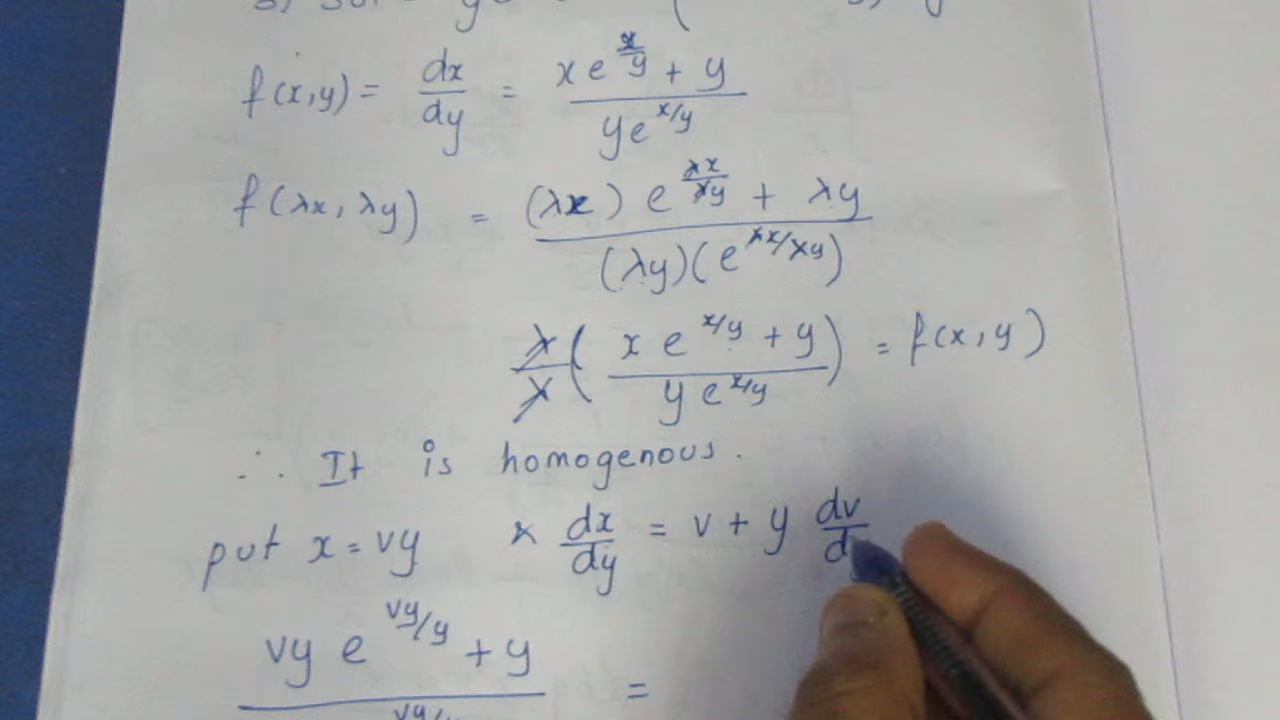 f(x,y) = dx/dy = (x e^(x/y) + y)/(y e^(x/y))
f(λx, λy) = ((λx) e^(λx/λy) + λy)/((λy)(e^(λx/λy)))
λ/λ ( (x e^(x/y) + y)/(y e^(x/y)) ) = f(x,y)
∴ It is homogenous.
put x = vy & dx/dy = v + y dv/d
vy e^(vy/y) + y =